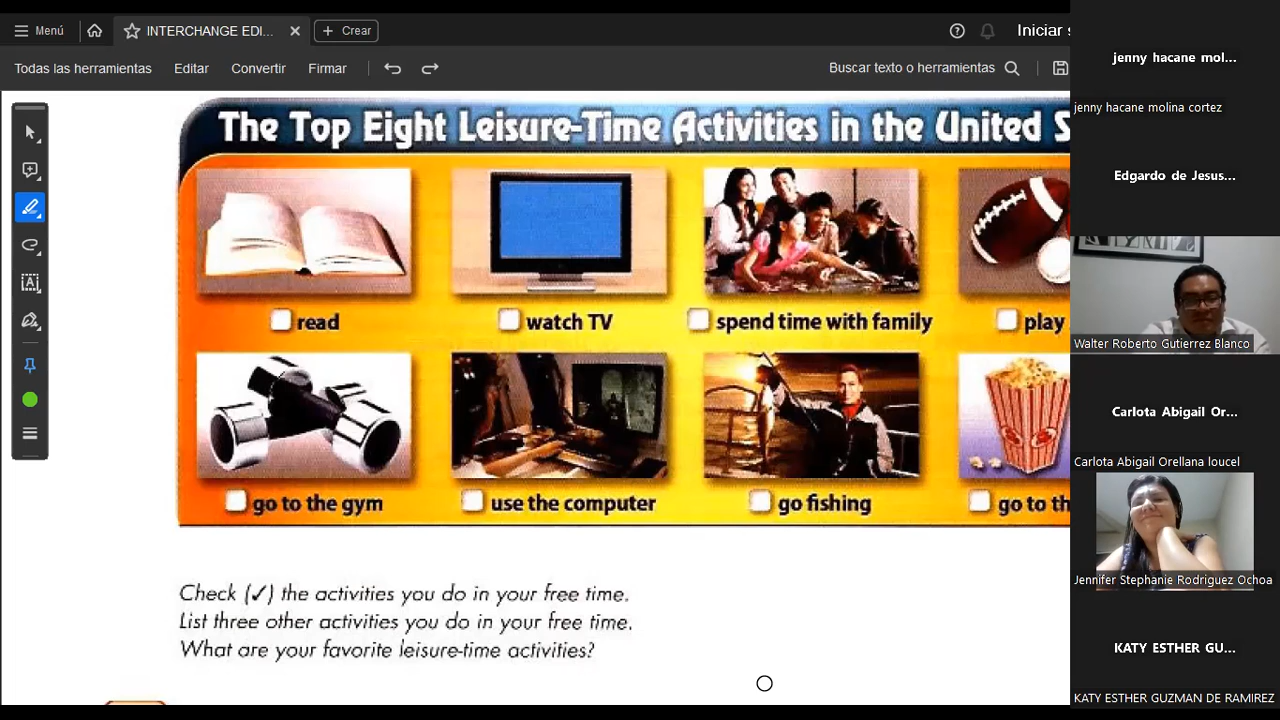 Menú
INTERCHANGE EDI...
Crear
Iniciar s
Todas las herramientas
Editar
Convertir
Firmar
Buscar texto o herramientas
The Top Eight Leisure-Time Activities in the United S
read
watch TV
spend time with family
play
go to the gym
use the computer
go fishing
go to th
Check (✓) the activities you do in your free time.
List three other activities you do in your free time.
What are your favorite leisure-time activities?
jenny hacane mol...
jenny hacane molina cortez
Edgardo de Jesus...
Walter Roberto Gutierrez Blanco
Carlota Abigail Or...
Carlota Abigail Orellana loucel
Jennifer Stephanie Rodriguez Ochoa
KATY ESTHER GU...
KATY ESTHER GUZMAN DE RAMIREZ